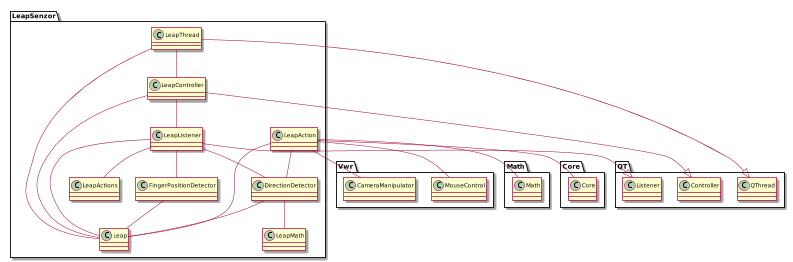 LeapSenzor
C LeapThread
C LeapController
C LeapListener
C LeapAction
Vwr
Math
Core
QT
C LeapActions
C FingerPositionDetector
C DirectionDetector
C CameraManipulator
C MouseControl
C Math
C Core
C Listener
C Controller
C QThread
C Leap
C LeapMath